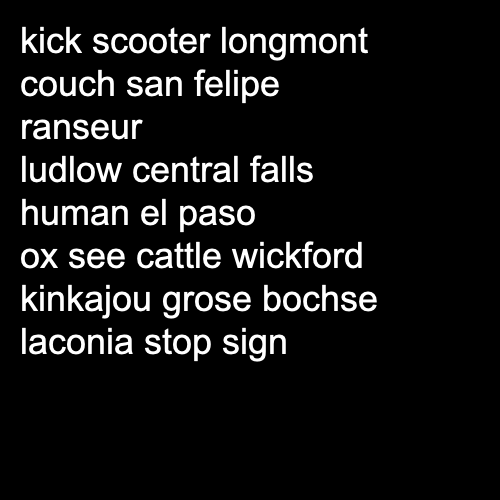 kick scooter longmont
couch san felipe
ranseur
ludlow central falls
human el paso
ox see cattle wickford
kinkajou grose bochse
laconia stop sign